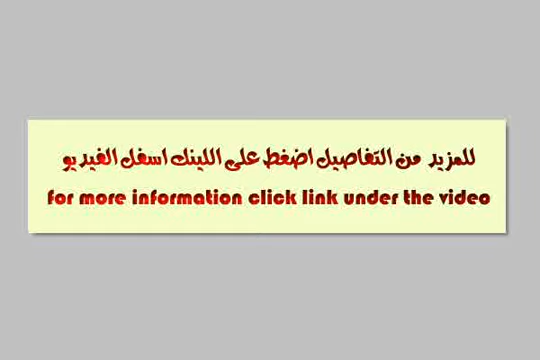 للمزيد من التفاصيل اضغط على اللينك اسفل الفيديو
for more information click link under the video